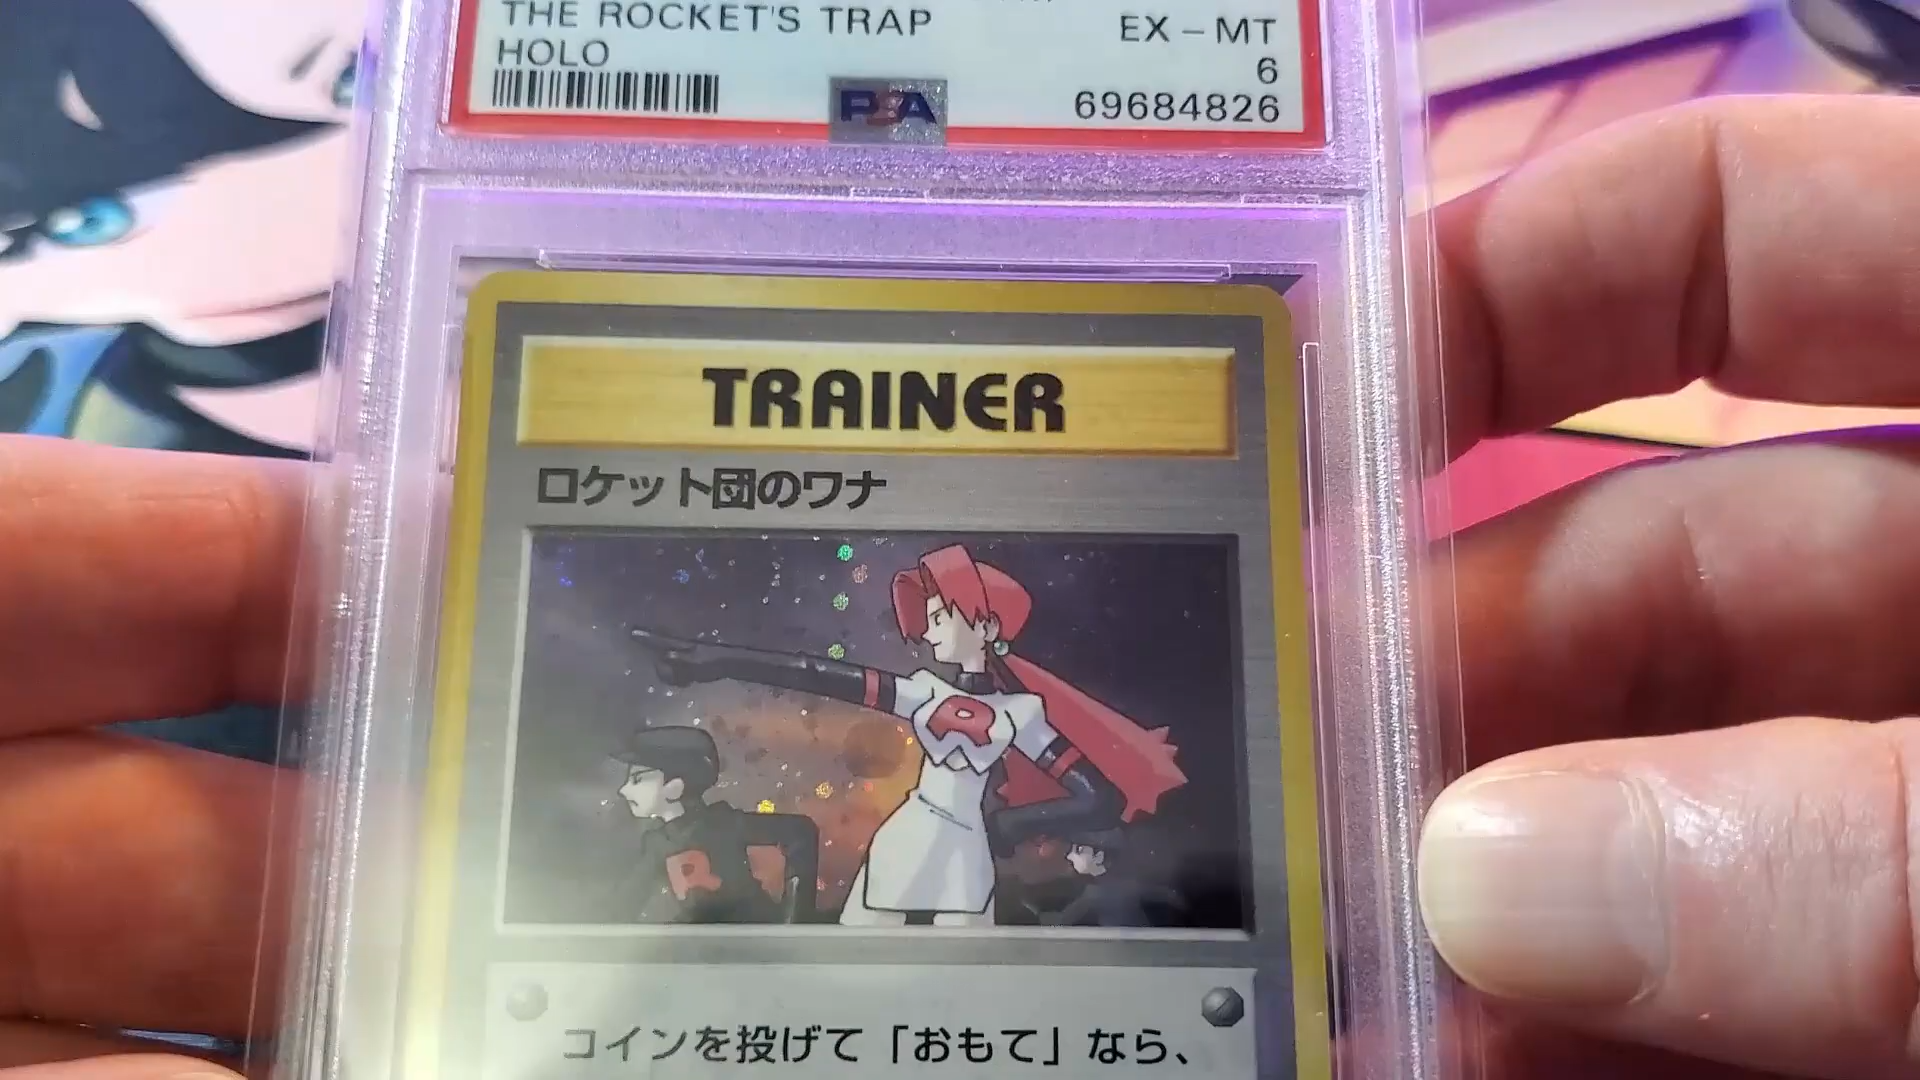 THE ROCKET'S TRAP
EX - MT
HOLO
6
PSA
69684826
TRAINER
ロケット団のワナ
R
R
コインを投げて「おもて」なら、